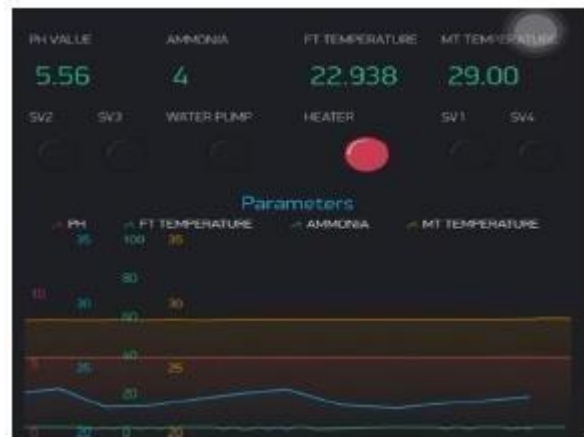 PH VALUE AMMONIA FT TEMPERATURE MT TEMPERATURE
5.56 4 22.938 29.00
SV2 SV3 WATER PUMP HEATER SV1 SV4
Parameters
PH FT TEMPERATURE AMMONIA MT TEMPERATURE
35 100 35
80
10 30 30
60
40
5 25 25
20
0 20 0 20